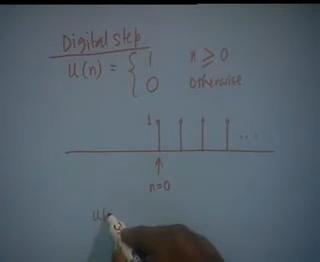 Digital step
u(n) = { 1 n ≥ 0
0 otherwise
1
...
n=0
u(